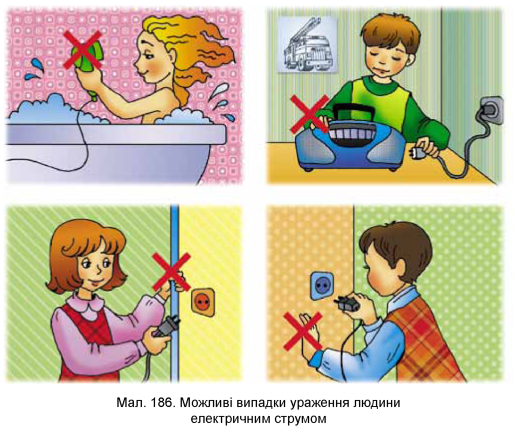 Мал. 186. Можливі випадки ураження людини
електричним струмом